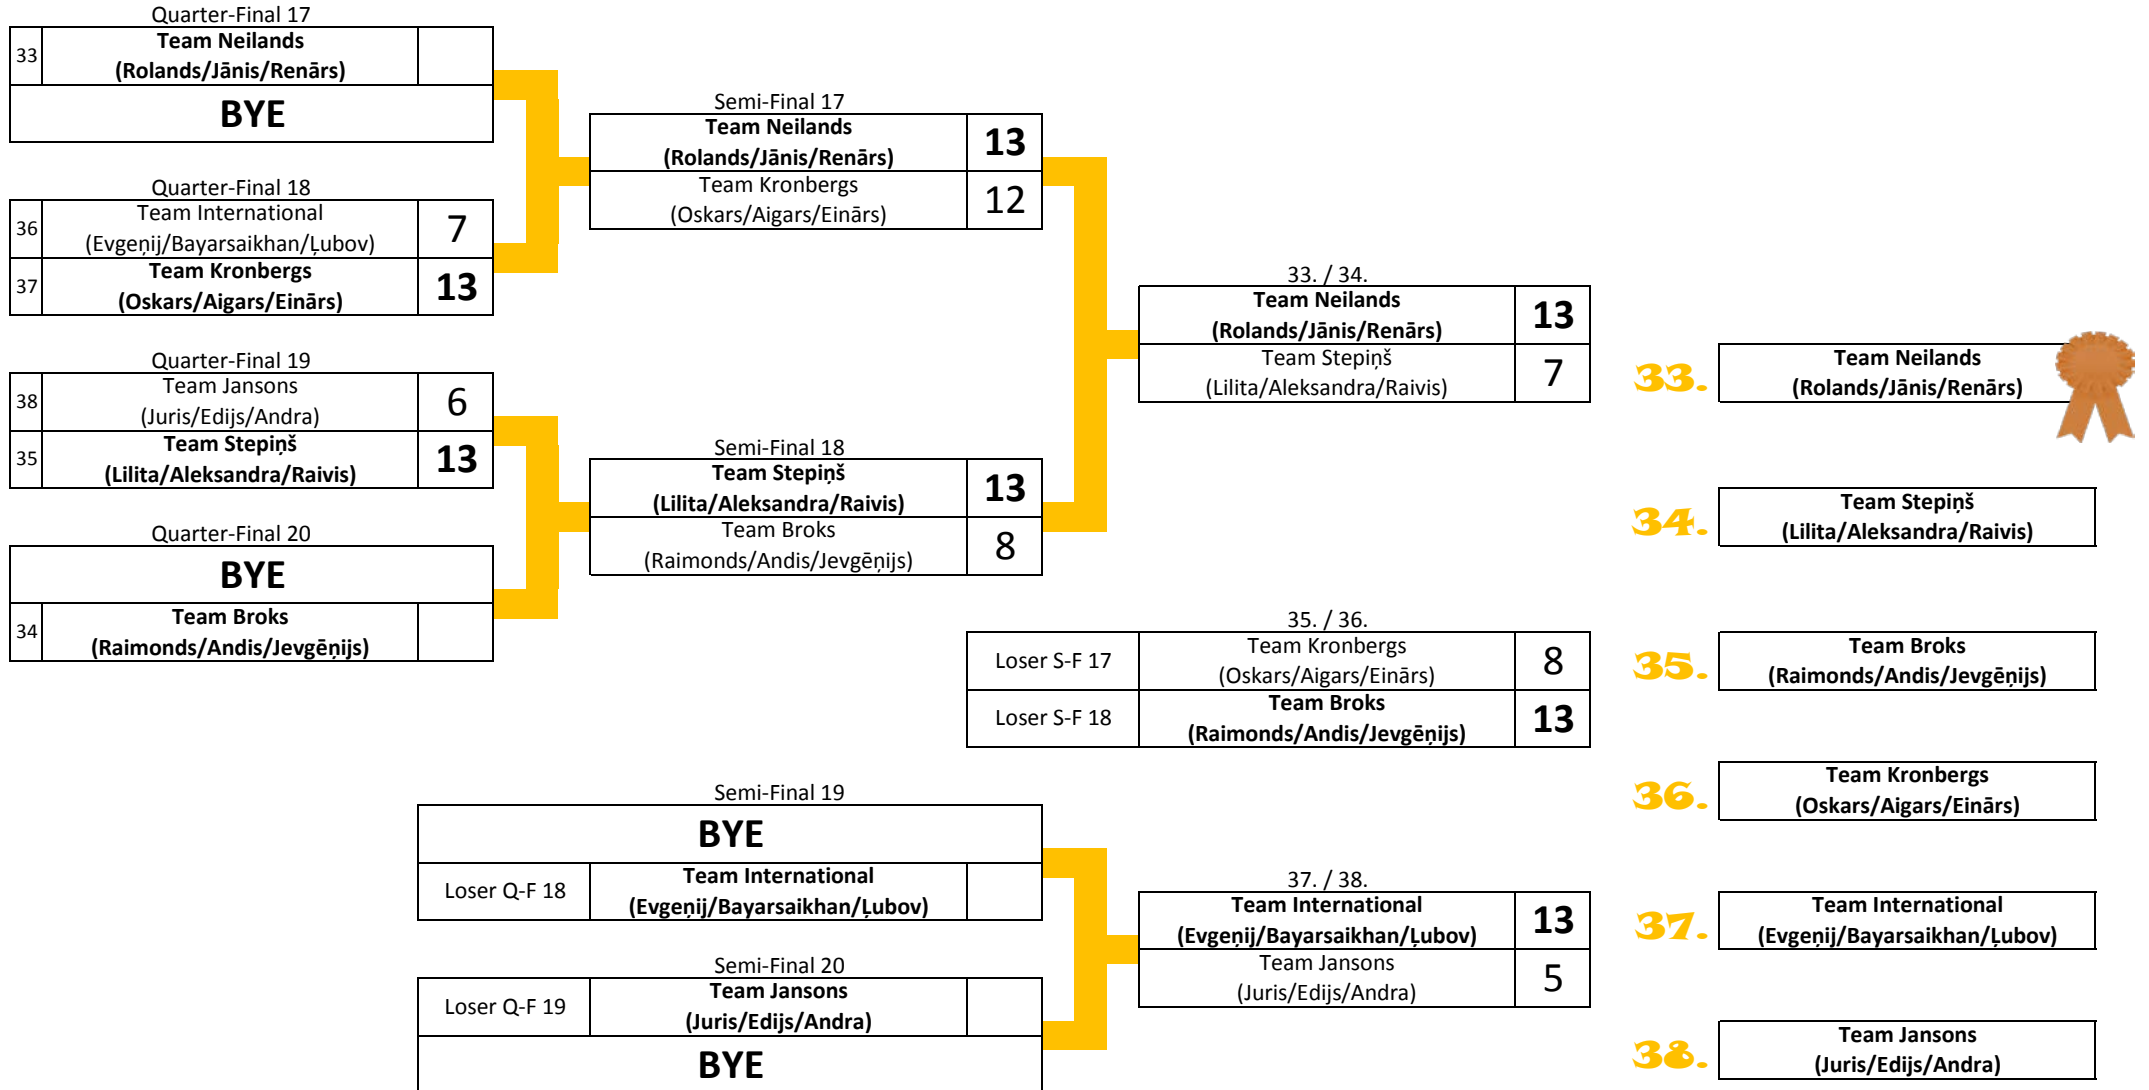 Quarter-Final 17
33
Team Neilands
(Rolands/Jānis/Renārs)
BYE
Quarter-Final 18
36
Team International
(Evgeņij/Bayarsaikhan/Ļubov)
7
37
Team Kronbergs
(Oskars/Aigars/Einārs)
13
Quarter-Final 19
38
Team Jansons
(Juris/Edijs/Andra)
6
35
Team Stepiņš
(Lilita/Aleksandra/Raivis)
13
Quarter-Final 20
BYE
34
Team Broks
(Raimonds/Andis/Jevgēņijs)
Semi-Final 17
Team Neilands
(Rolands/Jānis/Renārs)
13
Team Kronbergs
(Oskars/Aigars/Einārs)
12
Semi-Final 18
Team Stepiņš
(Lilita/Aleksandra/Raivis)
13
Team Broks
(Raimonds/Andis/Jevgēņijs)
8
33. / 34.
Team Neilands
(Rolands/Jānis/Renārs)
13
Team Stepiņš
(Lilita/Aleksandra/Raivis)
7
35. / 36.
Loser S-F 17
Team Kronbergs
(Oskars/Aigars/Einārs)
8
Loser S-F 18
Team Broks
(Raimonds/Andis/Jevgēņijs)
13
Semi-Final 19
BYE
Loser Q-F 18
Team International
(Evgeņij/Bayarsaikhan/Ļubov)
Semi-Final 20
Loser Q-F 19
Team Jansons
(Juris/Edijs/Andra)
BYE
37. / 38.
Team International
(Evgeņij/Bayarsaikhan/Ļubov)
13
Team Jansons
(Juris/Edijs/Andra)
5
33.
Team Neilands
(Rolands/Jānis/Renārs)
34.
Team Stepiņš
(Lilita/Aleksandra/Raivis)
35.
Team Broks
(Raimonds/Andis/Jevgēņijs)
36.
Team Kronbergs
(Oskars/Aigars/Einārs)
37.
Team International
(Evgeņij/Bayarsaikhan/Ļubov)
38.
Team Jansons
(Juris/Edijs/Andra)